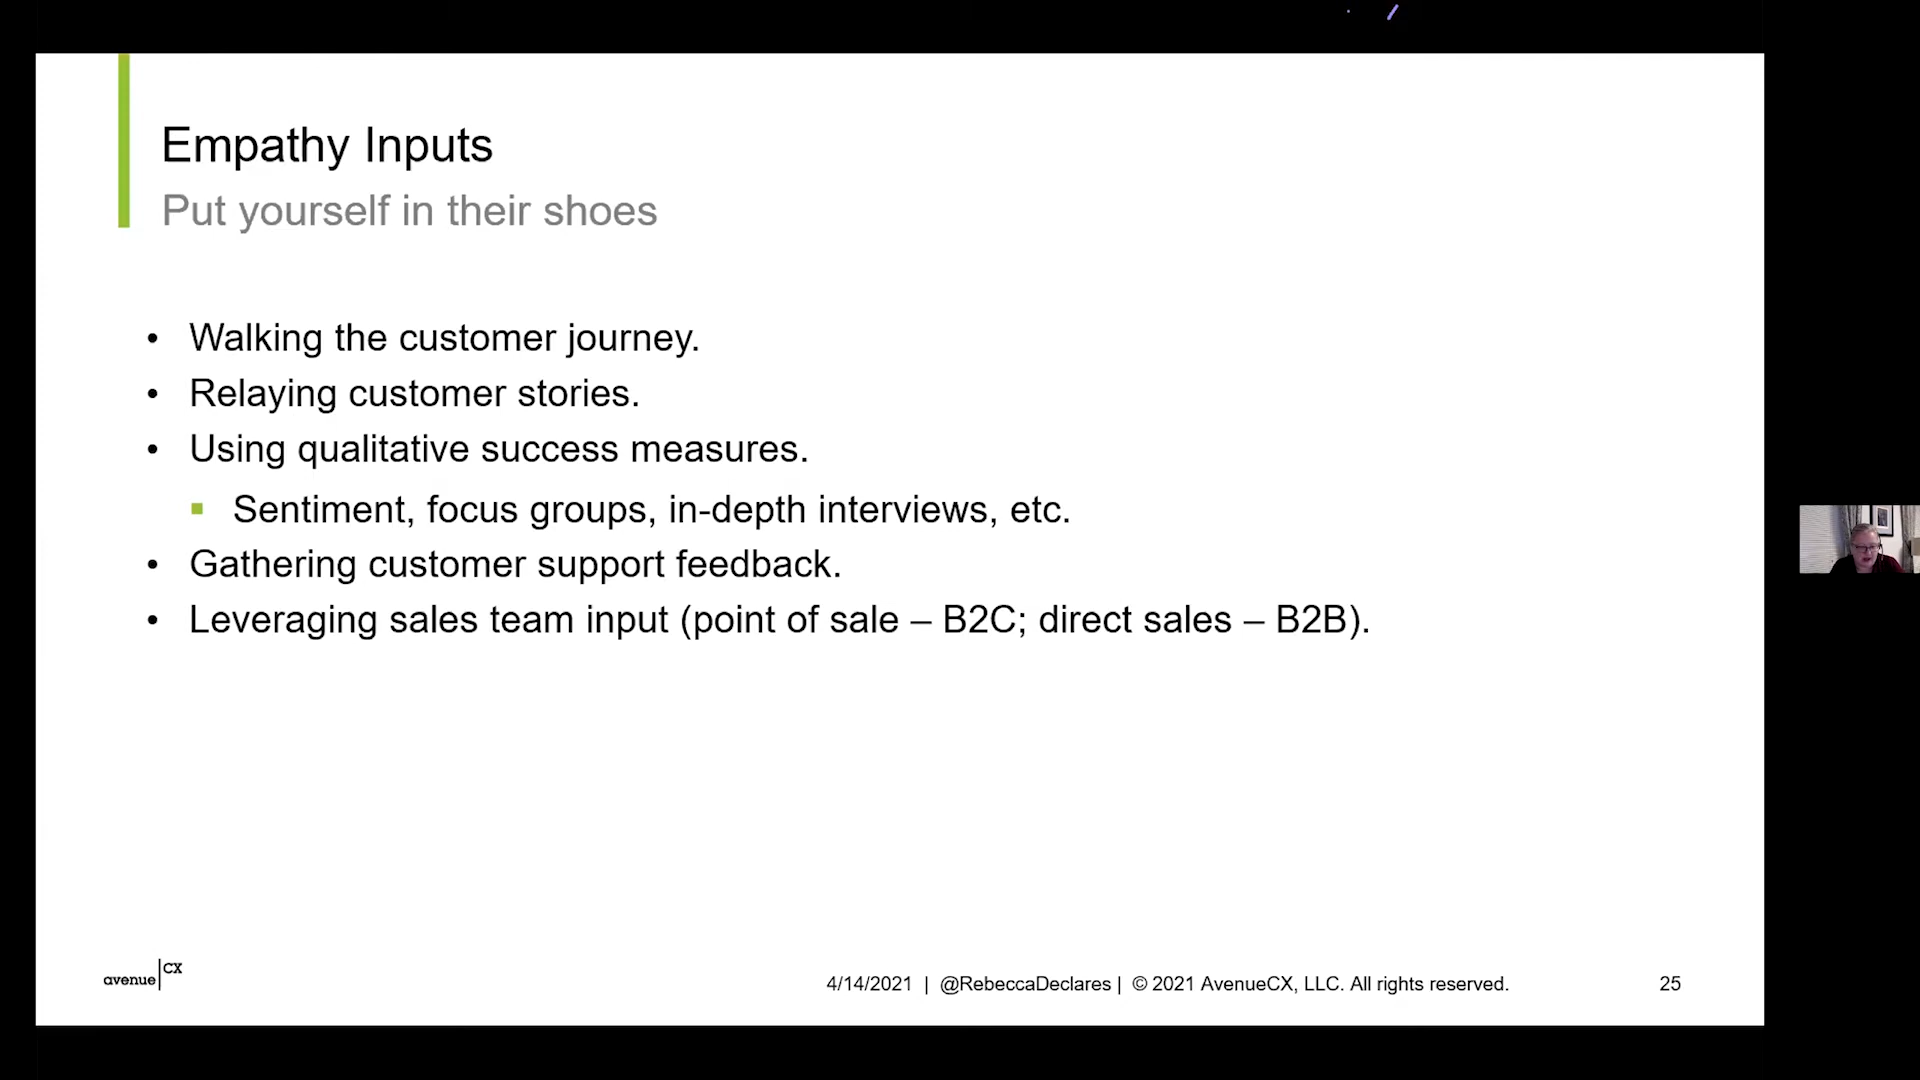 Empathy Inputs
Put yourself in their shoes
• Walking the customer journey.
• Relaying customer stories.
• Using qualitative success measures.
▪ Sentiment, focus groups, in-depth interviews, etc.
• Gathering customer support feedback.
• Leveraging sales team input (point of sale – B2C; direct sales – B2B).
avenue CX
4/14/2021 | @RebeccaDeclares | © 2021 AvenueCX, LLC. All rights reserved.
25